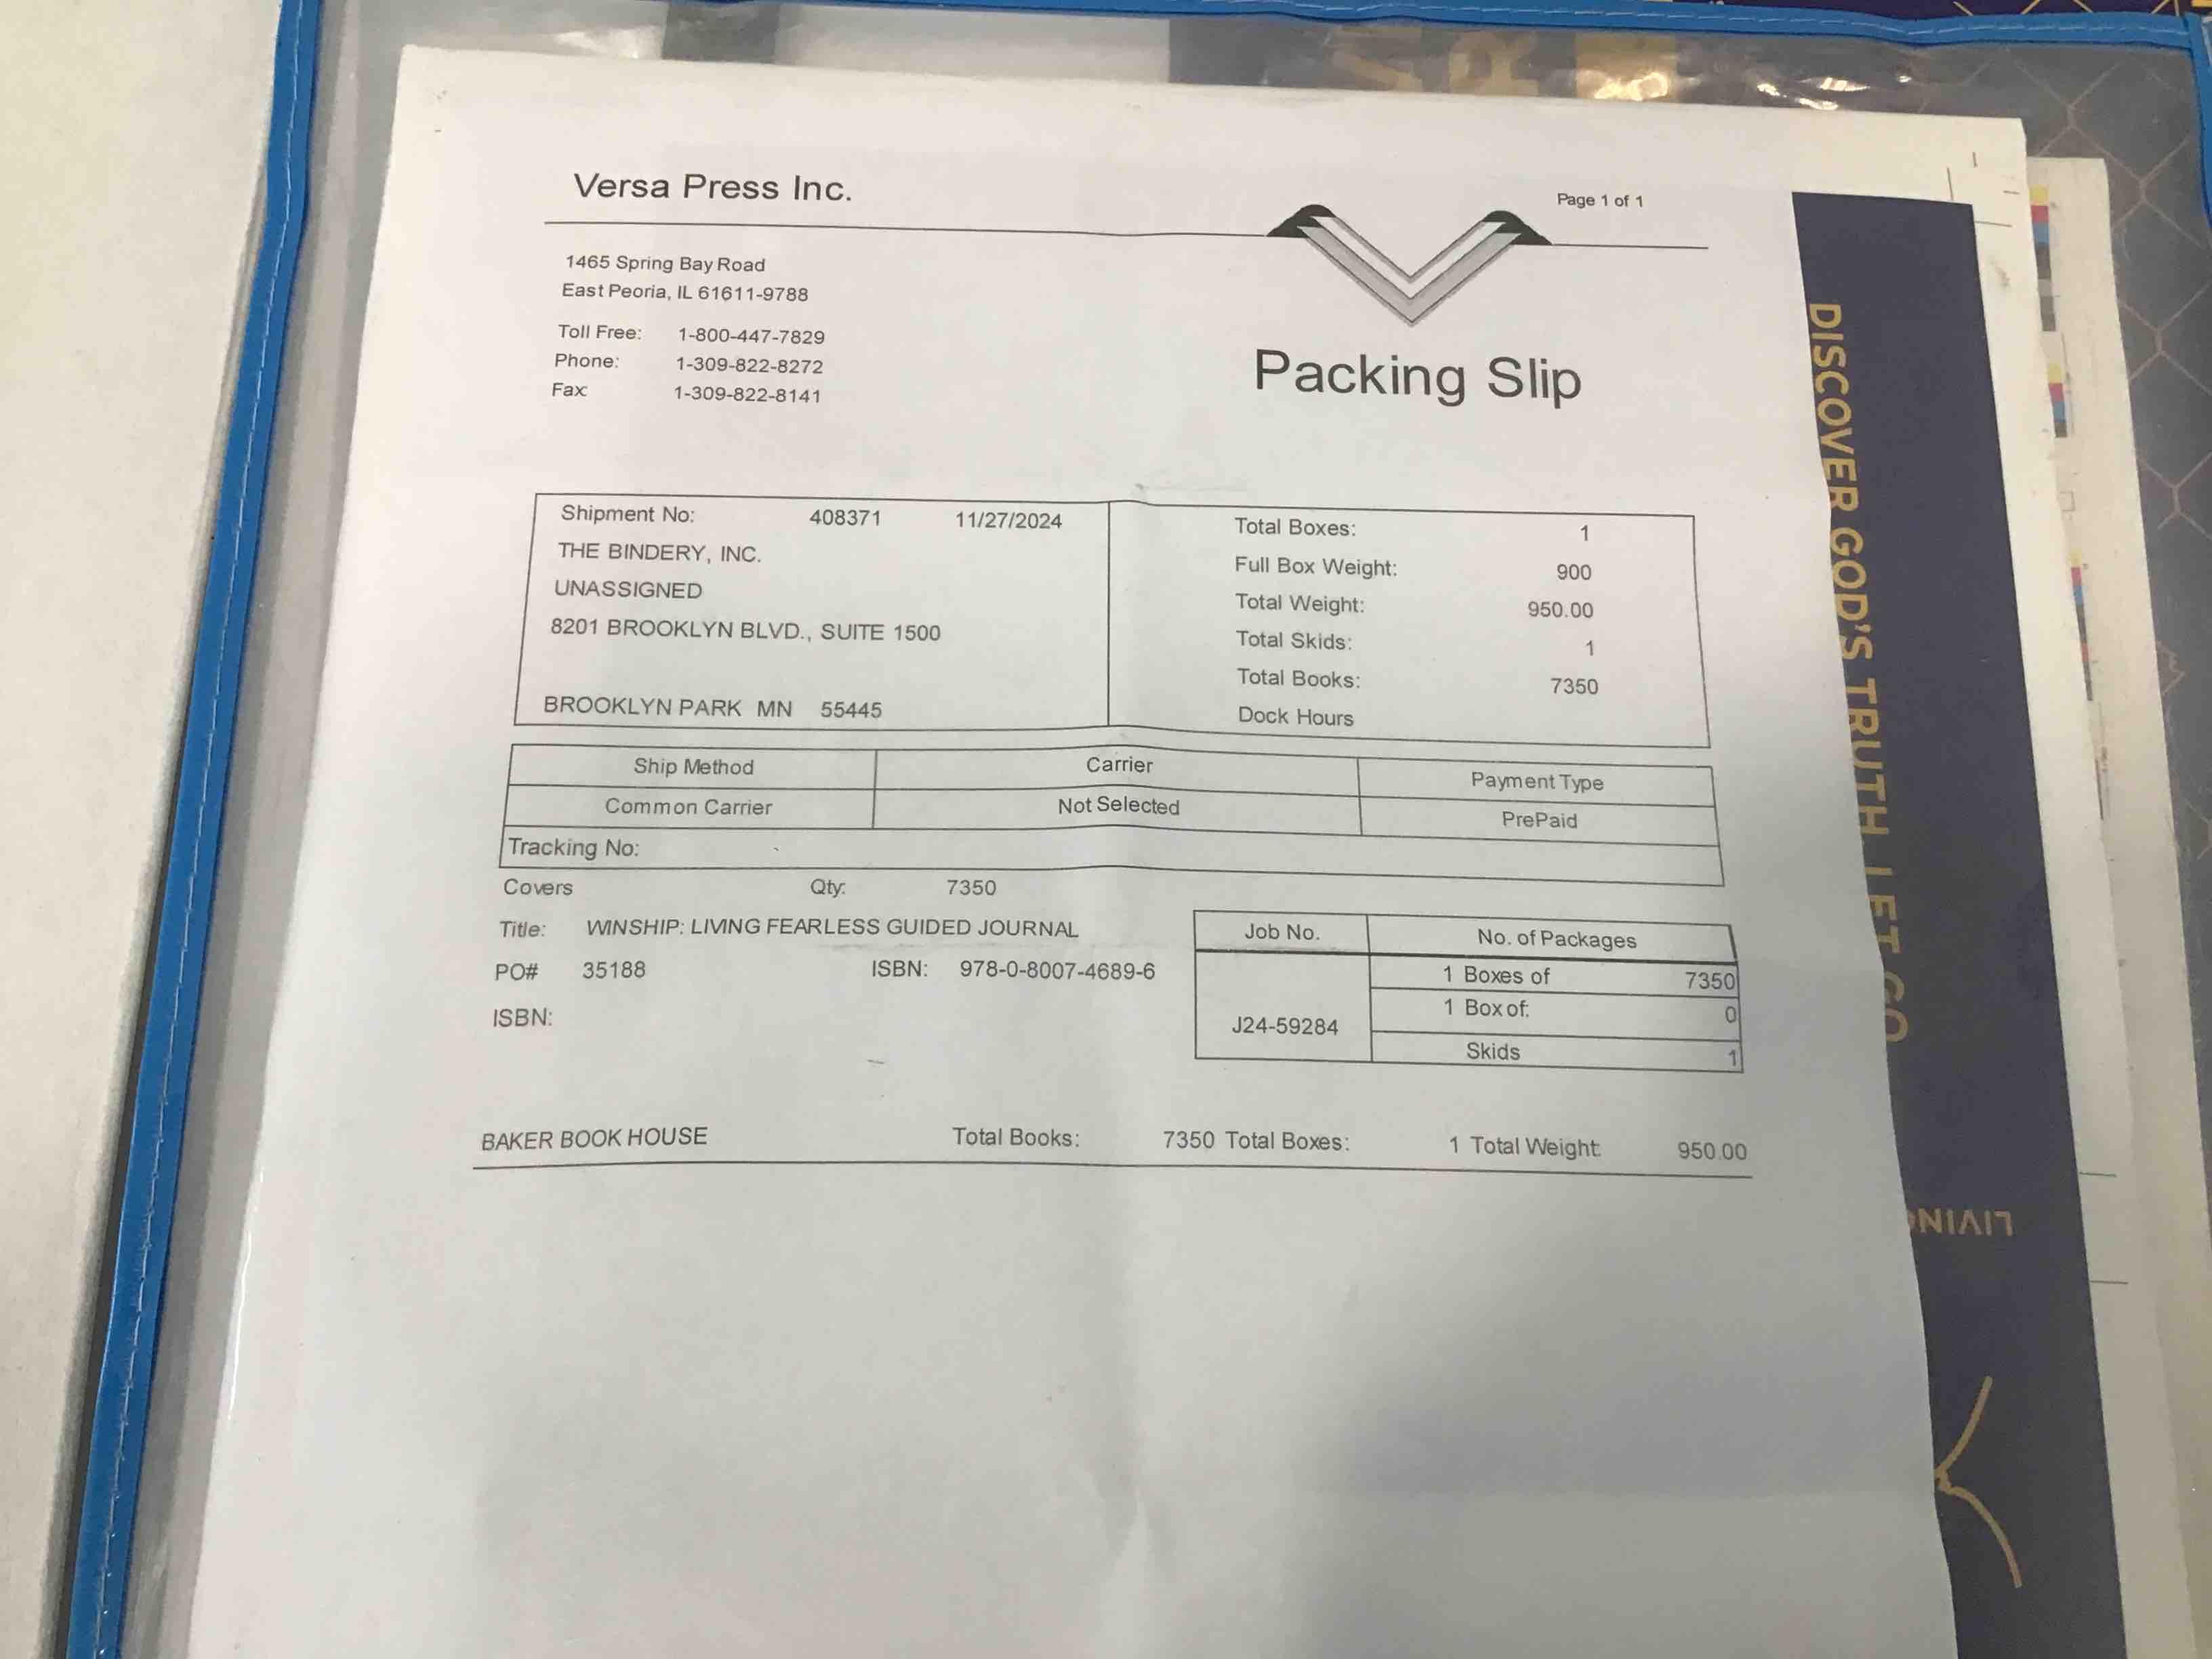 Versa Press Inc.
Page 1 of 1
1465 Spring Bay Road
East Peoria, IL 61611-9788
Toll Free: 1-800-447-7829
Phone: 1-309-822-8272
Fax: 1-309-822-8141
Packing Slip
Shipment No: 408371 11/27/2024
THE BINDERY, INC.
UNASSIGNED
8201 BROOKLYN BLVD., SUITE 1500
BROOKLYN PARK MN 55445
Total Boxes: 1
Full Box Weight: 900
Total Weight: 950.00
Total Skids: 1
Total Books: 7350
Dock Hours
Ship Method Carrier Payment Type
Common Carrier Not Selected PrePaid
Tracking No:
Covers Qty: 7350
Title: WINSHIP: LIVING FEARLESS GUIDED JOURNAL
PO# 35188 ISBN: 978-0-8007-4689-6
ISBN:
Job No. No. of Packages
J24-59284
1 Boxes of 7350
1 Box of: 0
Skids 1
BAKER BOOK HOUSE Total Books: 7350 Total Boxes: 1 Total Weight: 950.00
DISCOVER GOD'S TRUTH, LET GO